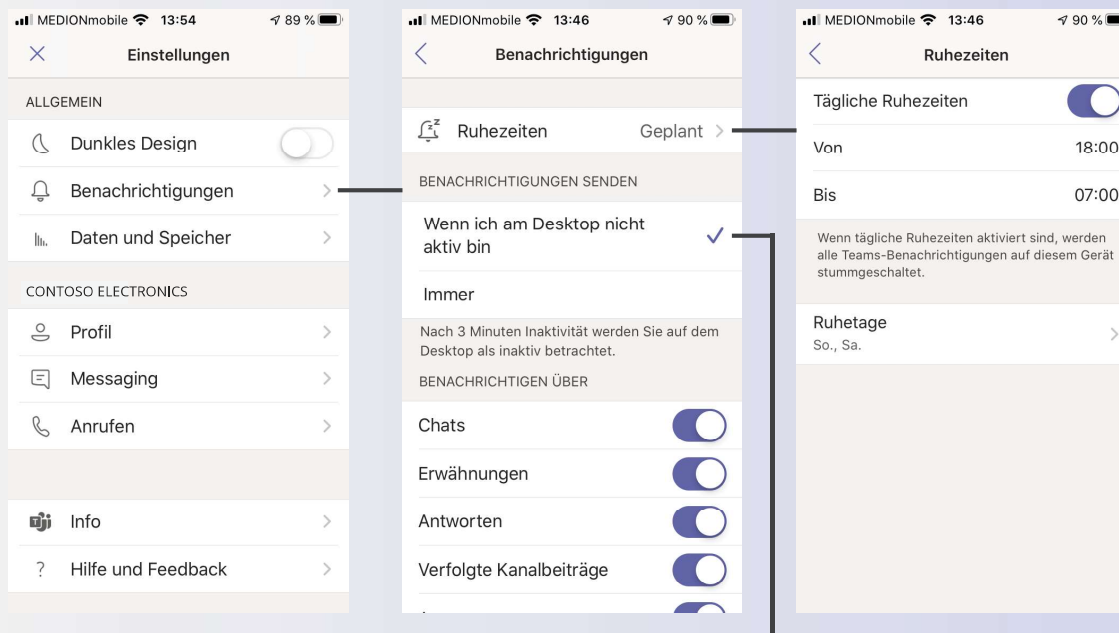 MEDIONmobile 13:54 89 %
Einstellungen
ALLGEMEIN
Dunkles Design
Benachrichtigungen
Daten und Speicher
CONTOSO ELECTRONICS
Profil
Messaging
Anrufen
Info
? Hilfe und Feedback
MEDIONmobile 13:46 90 %
Benachrichtigungen
Ruhezeiten Geplant
BENACHRICHTIGUNGEN SENDEN
Wenn ich am Desktop nicht
aktiv bin
Immer
Nach 3 Minuten Inaktivität werden Sie auf dem
Desktop als inaktiv betrachtet.
BENACHRICHTIGEN ÜBER
Chats
Erwähnungen
Antworten
Verfolgte Kanalbeiträge
MEDIONmobile 13:46 90 %
Ruhezeiten
Tägliche Ruhezeiten
Von 18:00
Bis 07:00
Wenn tägliche Ruhezeiten aktiviert sind, werden
alle Teams-Benachrichtigungen auf diesem Gerät
stummgeschaltet.
Ruhetage
So., Sa.